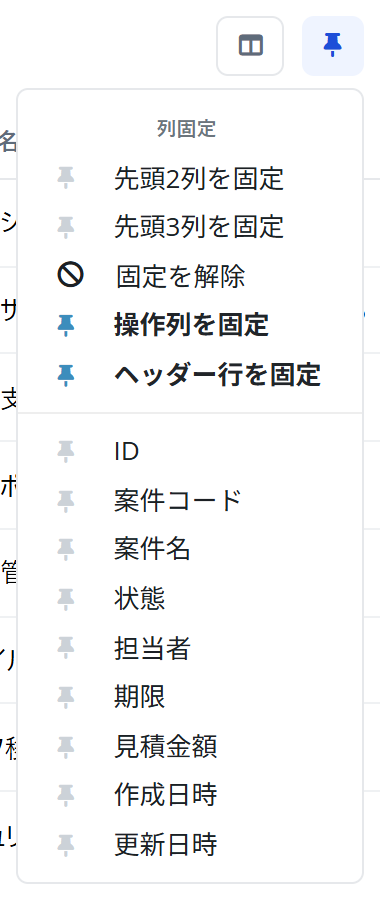 列固定
先頭2列を固定
先頭3列を固定
固定を解除
操作列を固定
ヘッダー行を固定
ID
案件コード
案件名
状態
担当者
期限
見積金額
作成日時
更新日時